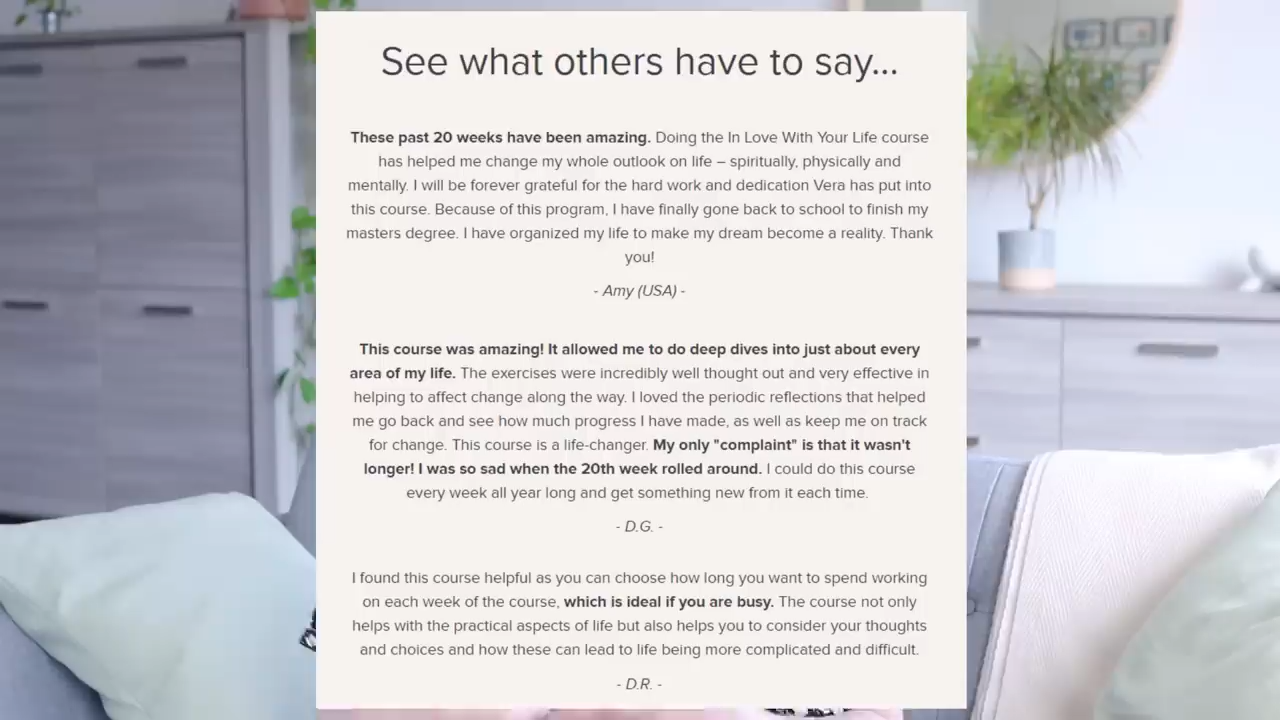 See what others have to say...
These past 20 weeks have been amazing. Doing the In Love With Your Life course
has helped me change my whole outlook on life – spiritually, physically and
mentally. I will be forever grateful for the hard work and dedication Vera has put into
this course. Because of this program, I have finally gone back to school to finish my
masters degree. I have organized my life to make my dream become a reality. Thank
you!
- Amy (USA) -
This course was amazing! It allowed me to do deep dives into just about every
area of my life. The exercises were incredibly well thought out and very effective in
helping to affect change along the way. I loved the periodic reflections that helped
me go back and see how much progress I have made, as well as keep me on track
for change. This course is a life-changer. My only "complaint" is that it wasn't
longer! I was so sad when the 20th week rolled around. I could do this course
every week all year long and get something new from it each time.
- D.G. -
I found this course helpful as you can choose how long you want to spend working
on each week of the course, which is ideal if you are busy. The course not only
helps with the practical aspects of life but also helps you to consider your thoughts
and choices and how these can lead to life being more complicated and difficult.
- D.R. -